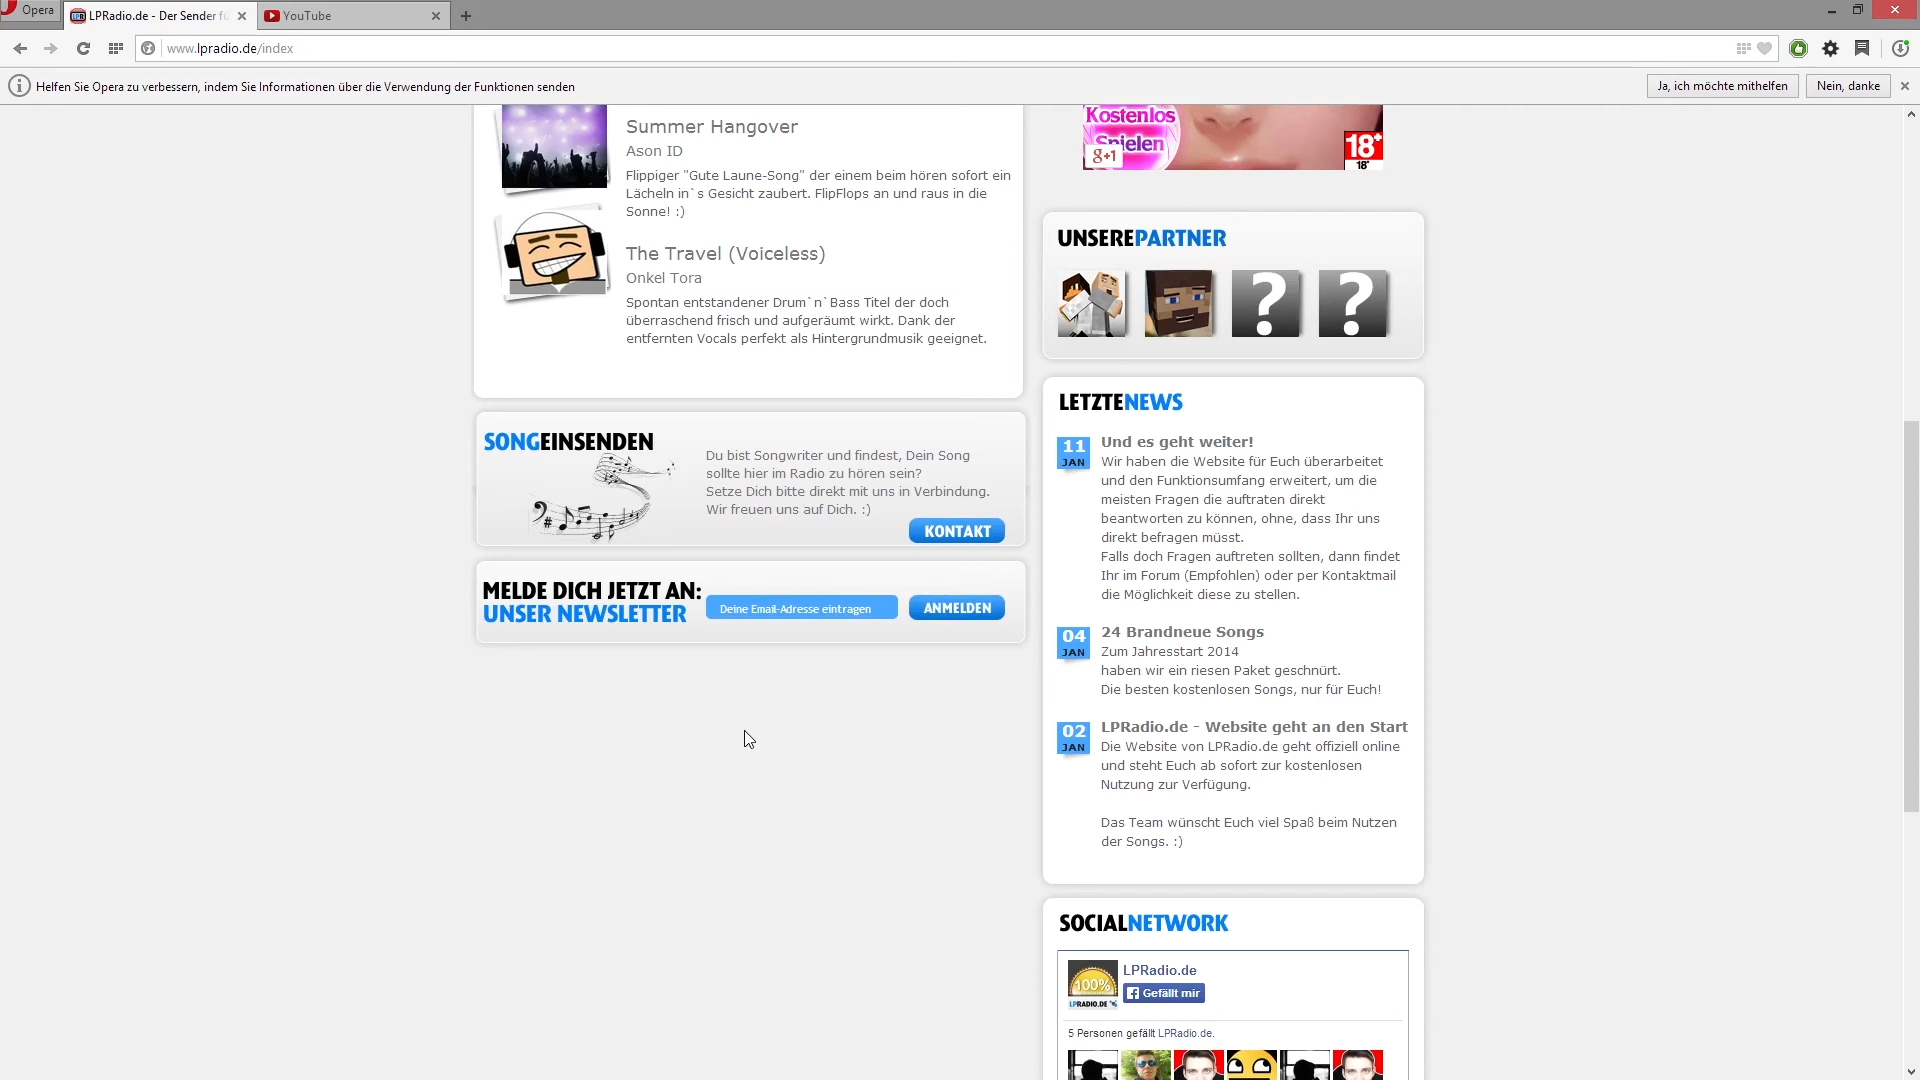 Opera
LPRadio.de - Der Sender fu
YouTube
www.lpradio.de/index
Helfen Sie Opera zu verbessern, indem Sie Informationen über die Verwendung der Funktionen senden
Ja, ich möchte mithelfen
Nein, danke
Summer Hangover
Ason ID
Flippiger "Gute Laune-Song" der einem beim hören sofort ein
Lächeln in`s Gesicht zaubert. FlipFlops an und raus in die
Sonne! :)
The Travel (Voiceless)
Onkel Tora
Spontan entstandener Drum`n`Bass Titel der doch
überraschend frisch und aufgeräumt wirkt. Dank der
entfernten Vocals perfekt als Hintergrundmusik geeignet.
SONGEINSENDEN
Du bist Songwriter und findest, Dein Song
sollte hier im Radio zu hören sein?
Setze Dich bitte direkt mit uns in Verbindung.
Wir freuen uns auf Dich. :)
KONTAKT
MELDE DICH JETZT AN:
UNSER NEWSLETTER
Deine Email-Adresse eintragen
ANMELDEN
Kostenlos
Spielen
g+1
18+
18+
UNSEREPARTNER
? ?
LETZTENEWS
11
JAN
Und es geht weiter!
Wir haben die Website für Euch überarbeitet
und den Funktionsumfang erweitert, um die
meisten Fragen die auftraten direkt
beantworten zu können, ohne, dass Ihr uns
direkt befragen müsst.
Falls doch Fragen auftreten sollten, dann findet
Ihr im Forum (Empfohlen) oder per Kontaktmail
die Möglichkeit diese zu stellen.
04
JAN
24 Brandneue Songs
Zum Jahresstart 2014
haben wir ein riesen Paket geschnürt.
Die besten kostenlosen Songs, nur für Euch!
02
JAN
LPRadio.de - Website geht an den Start
Die Website von LPRadio.de geht offiziell online
und steht Euch ab sofort zur kostenlosen
Nutzung zur Verfügung.
Das Team wünscht Euch viel Spaß beim Nutzen
der Songs. :)
SOCIALNETWORK
100%
LPRADIO.DE
LPRadio.de
Gefällt mir
5 Personen gefällt LPRadio.de.